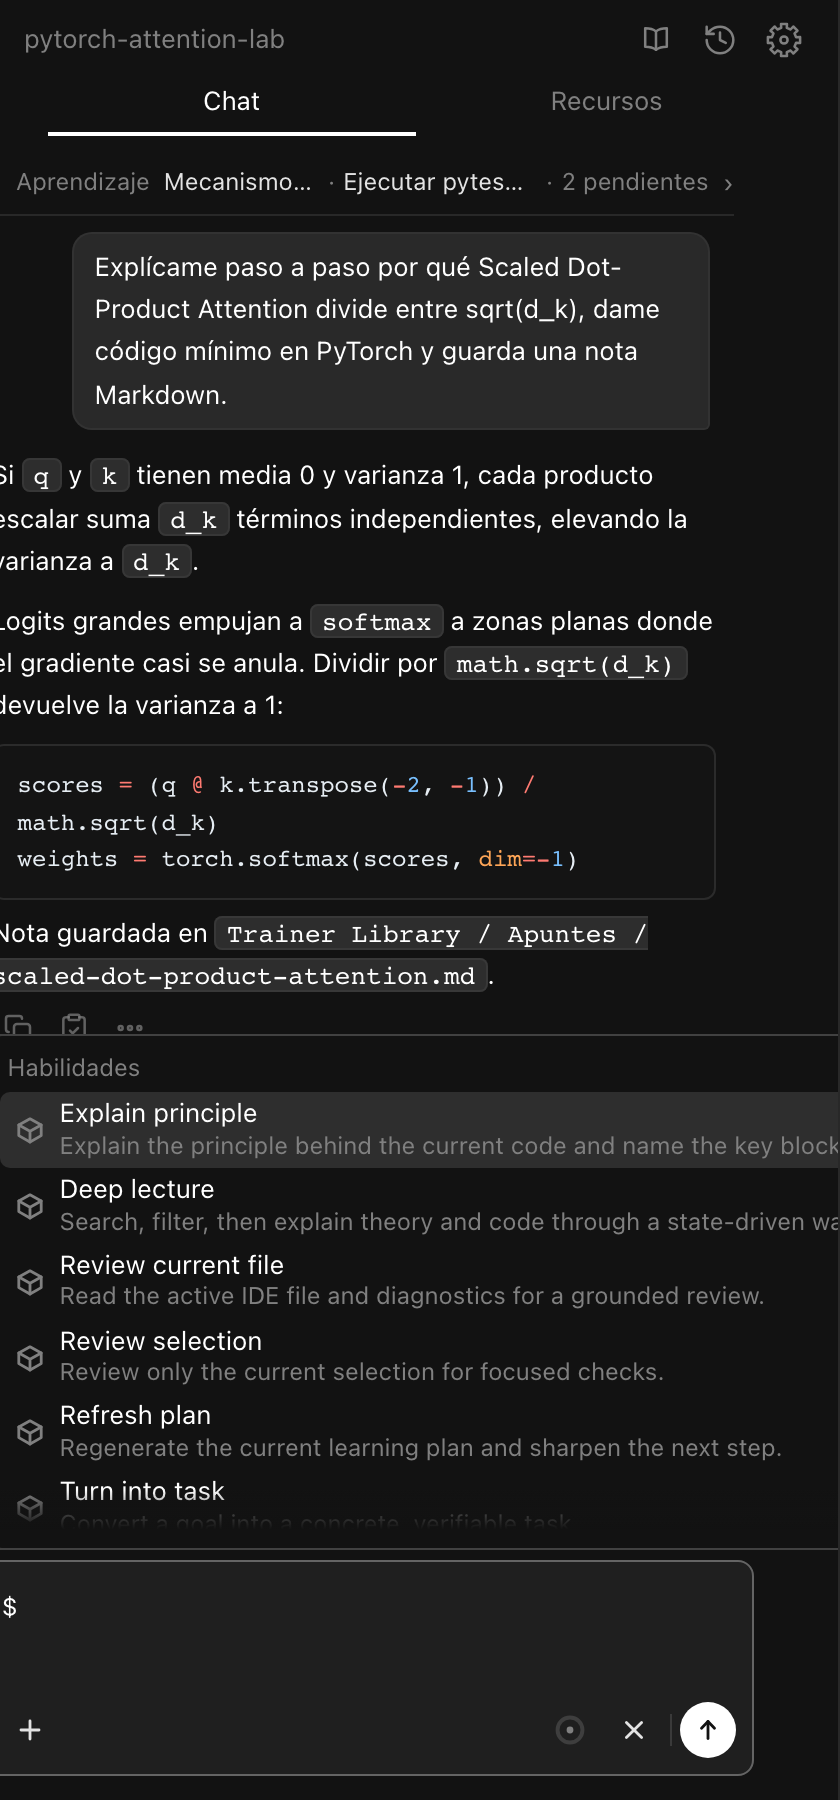 pytorch-attention-lab
Chat
Recursos
Aprendizaje Mecanismo... · Ejecutar pytes... · 2 pendientes ›
Explícame paso a paso por qué Scaled Dot-
Product Attention divide entre sqrt(d_k), dame
código mínimo en PyTorch y guarda una nota
Markdown.
Si q y k tienen media 0 y varianza 1, cada producto
escalar suma d_k términos independientes, elevando la
varianza a d_k.
Logits grandes empujan a softmax a zonas planas donde
el gradiente casi se anula. Dividir por math.sqrt(d_k)
devuelve la varianza a 1:
scores = (q @ k.transpose(-2, -1)) /
math.sqrt(d_k)
weights = torch.softmax(scores, dim=-1)
Nota guardada en Trainer Library / Apuntes /
scaled-dot-product-attention.md.
Habilidades
Explain principle
Explain the principle behind the current code and name the key block
Deep lecture
Search, filter, then explain theory and code through a state-driven wa
Review current file
Read the active IDE file and diagnostics for a grounded review.
Review selection
Review only the current selection for focused checks.
Refresh plan
Regenerate the current learning plan and sharpen the next step.
Turn into task
Convert a goal into a concrete, verifiable task
$